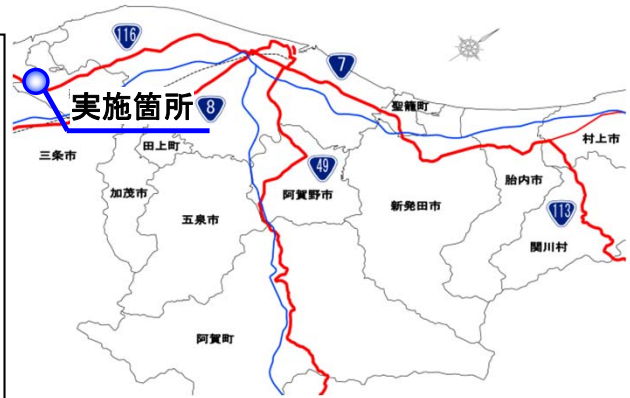 116
7
実施箇所
8
聖籠町
村上市
三条市
田上町
49
加茂市
阿賀野市
新発田市
胎内市
五泉市
113
関川村
阿賀町